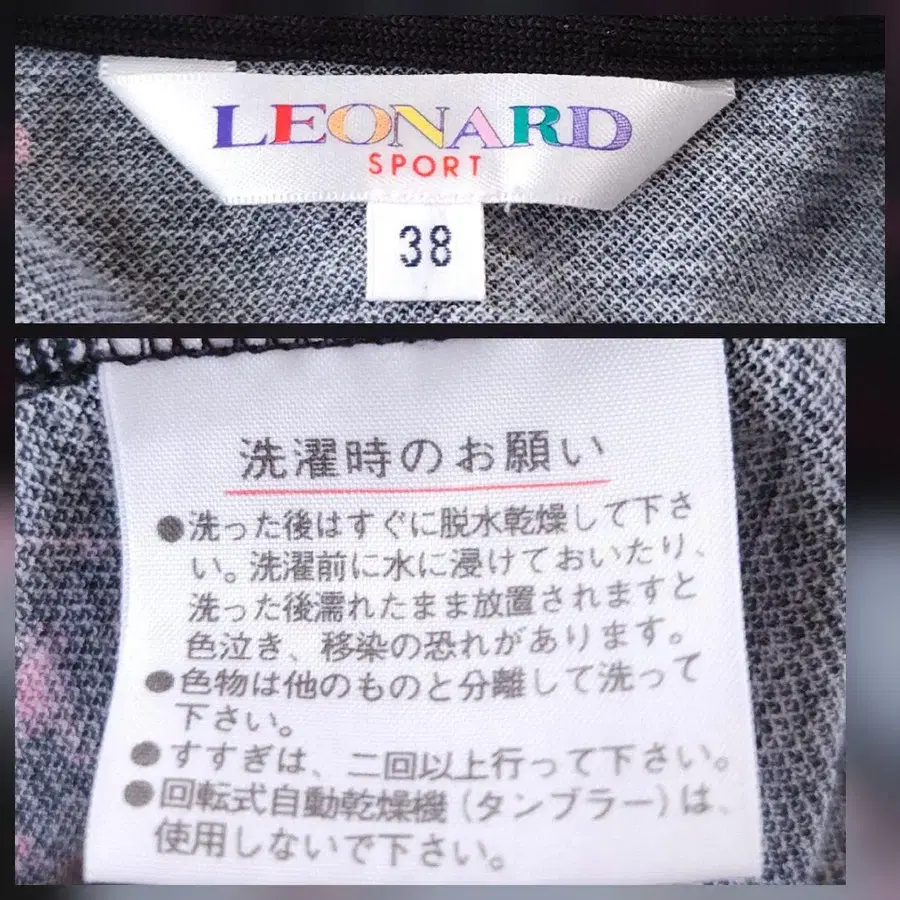 LEONARD
SPORT
38
洗濯時のお願い
●洗った後はすぐに脱水乾燥して下さ
い。洗濯前に水に浸けておいたり、
洗った後濡れたまま放置されますと
色泣き、移染の恐れがあります。
●色物は他のものと分離して洗って
下さい。
●すすぎは、二回以上行って下さい。
●回転式自動乾燥機（タンブラー）は、
使用しないで下さい。